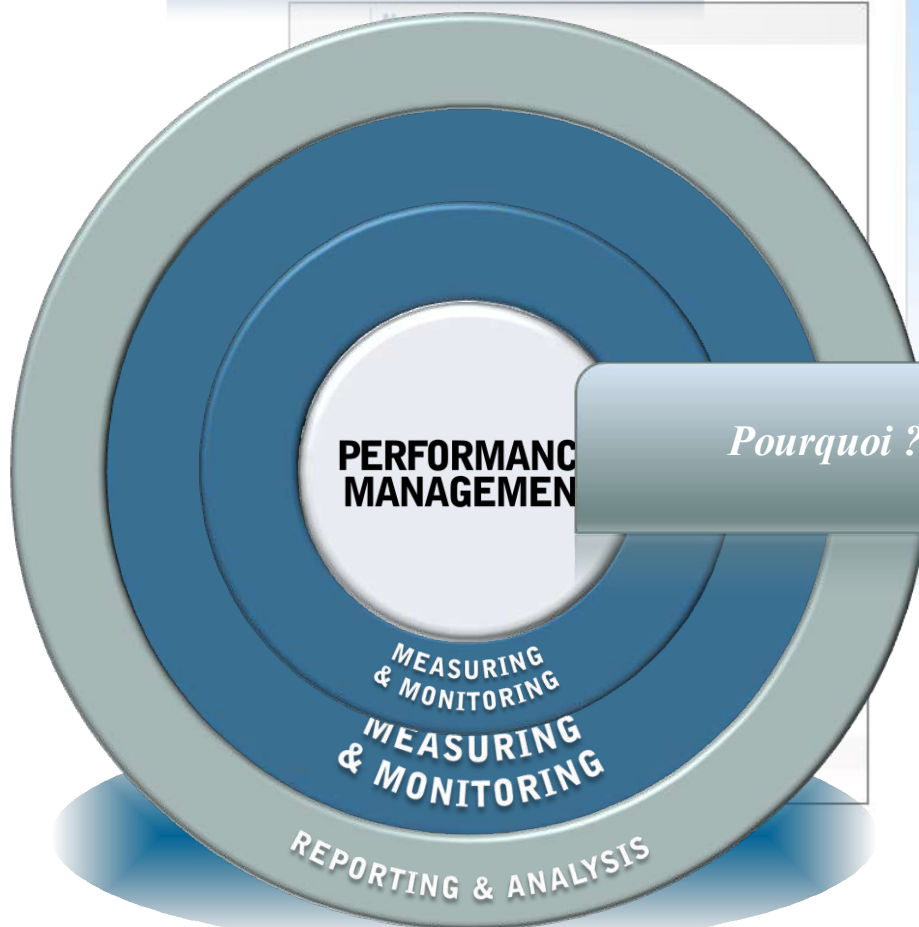 PERFORMANC
MANAGEMEN
Pourquoi ?
MEASURING
& MONITORING
MEASURING
& MONITORING
REPORTING & ANALYSIS